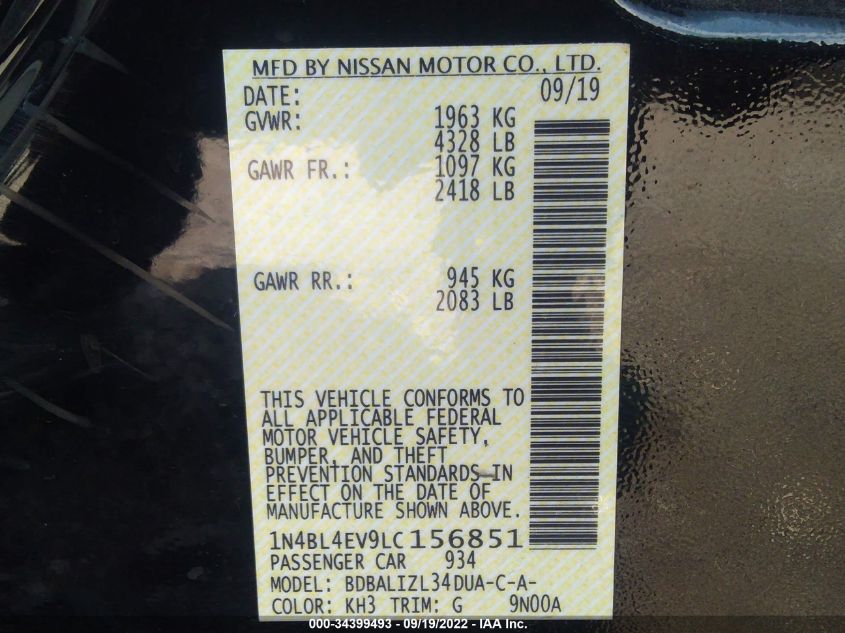 MFD BY NISSAN MOTOR CO., LTD.
DATE: 09/19
GVWR: 1963 KG
4328 LB
GAWR FR.: 1097 KG
2418 LB
GAWR RR.: 945 KG
2083 LB
THIS VEHICLE CONFORMS TO
ALL APPLICABLE FEDERAL
MOTOR VEHICLE SAFETY,
BUMPER, AND THEFT
PREVENTION STANDARDS IN
EFFECT ON THE DATE OF
MANUFACTURE SHOWN ABOVE.
1N4BL4EV9LC156851
PASSENGER CAR 934
MODEL: BDBALIZL34DUA-C-A-
COLOR: KH3 TRIM: G 9N00A
000-34399493 - 09/19/2022 - IAA Inc.